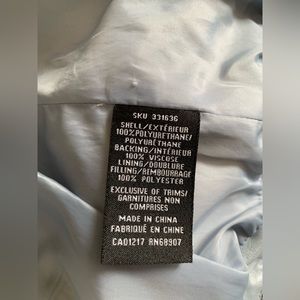 SKU 331636
SHELL/EXTÉRIEUR
100%POLYURETHANE/
POLYURÉTHANE
BACKING/INTÉRIEUR
100% VISCOSE
LINING/DOUBLURE
FILLING/REMBOURRAGE
100% POLYESTER
EXCLUSIVE OF TRIMS/
GARNITURES NON
COMPRISES
MADE IN CHINA
FABRIQUÉ EN CHINE
CA01217 RN68907